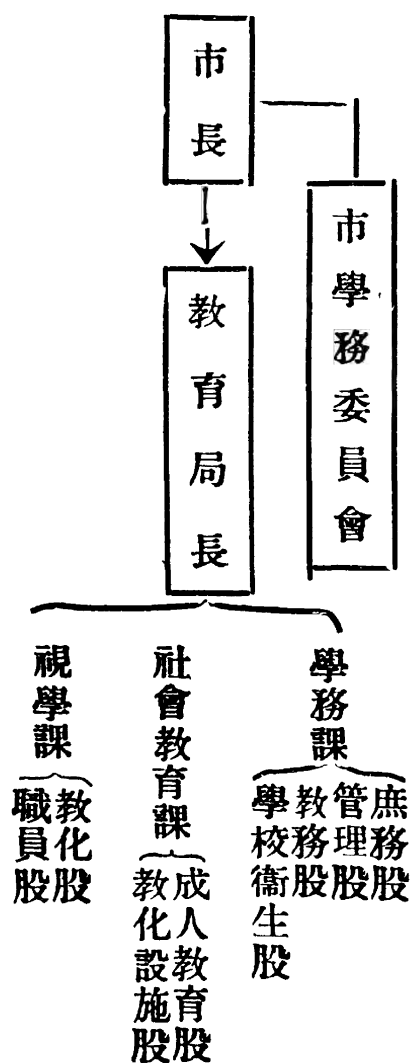 市長
市學務委員會
教育局長
學務課
庶務股
管理股
教務股
學校衞生股
社會教育課
成人教育股
教化設施股
視學課
教化股
職員股